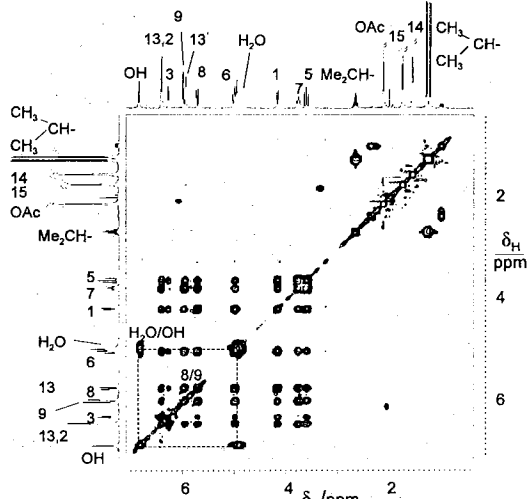 9
OAc
15
14
CH₃
CH-
CH₃
13,2
13'
H₂O
OH
3
8
6
1
7
5
Me₂CH-
CH₃
CH-
CH₃
14
15
OAc
Me₂CH-
5
7
1
H₂O
6
13
8
9
3
13,2
OH
H₂O/OH
8/9
2
δH
ppm
4
6
6
4
2
δH/ppm